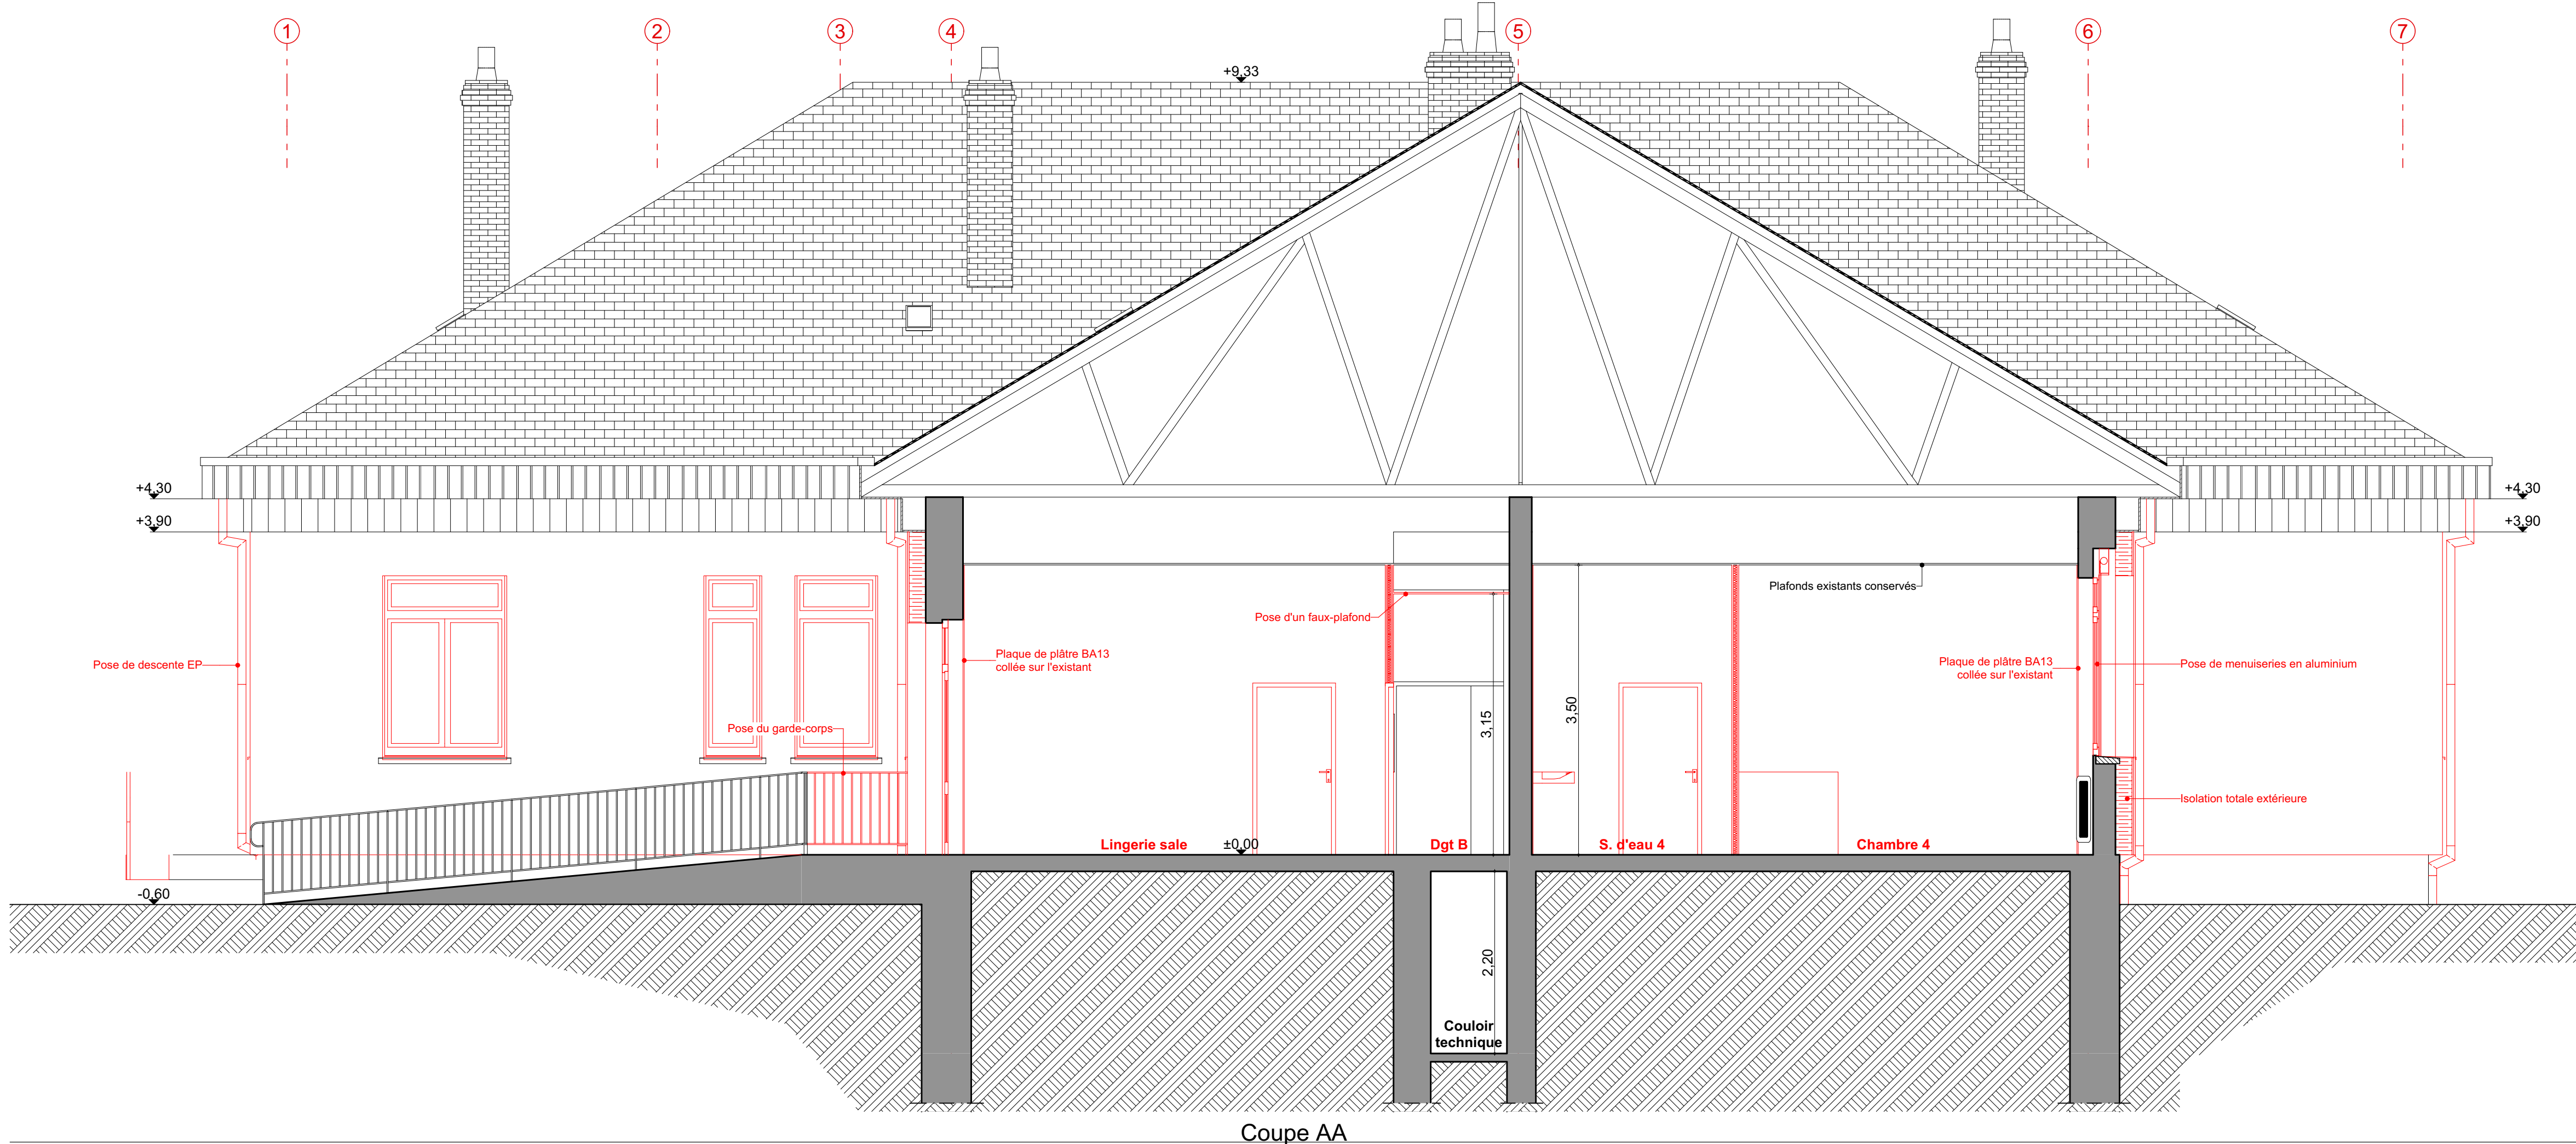 1
2
3
4
5
6
7
+9,33
+4,30
+4,30
+3,90
+3,90
Plafonds existants conservés
Pose d'un faux-plafond
Plaque de plâtre BA13
collée sur l'existant
Plaque de plâtre BA13
collée sur l'existant
Pose de descente EP
Pose de menuiseries en aluminium
3,50
3,15
Pose du garde-corps
Isolation totale extérieure
Lingerie sale
±0,00
Dgt B
S. d'eau 4
Chambre 4
-0,60
2,20
Couloir
technique
Coupe AA